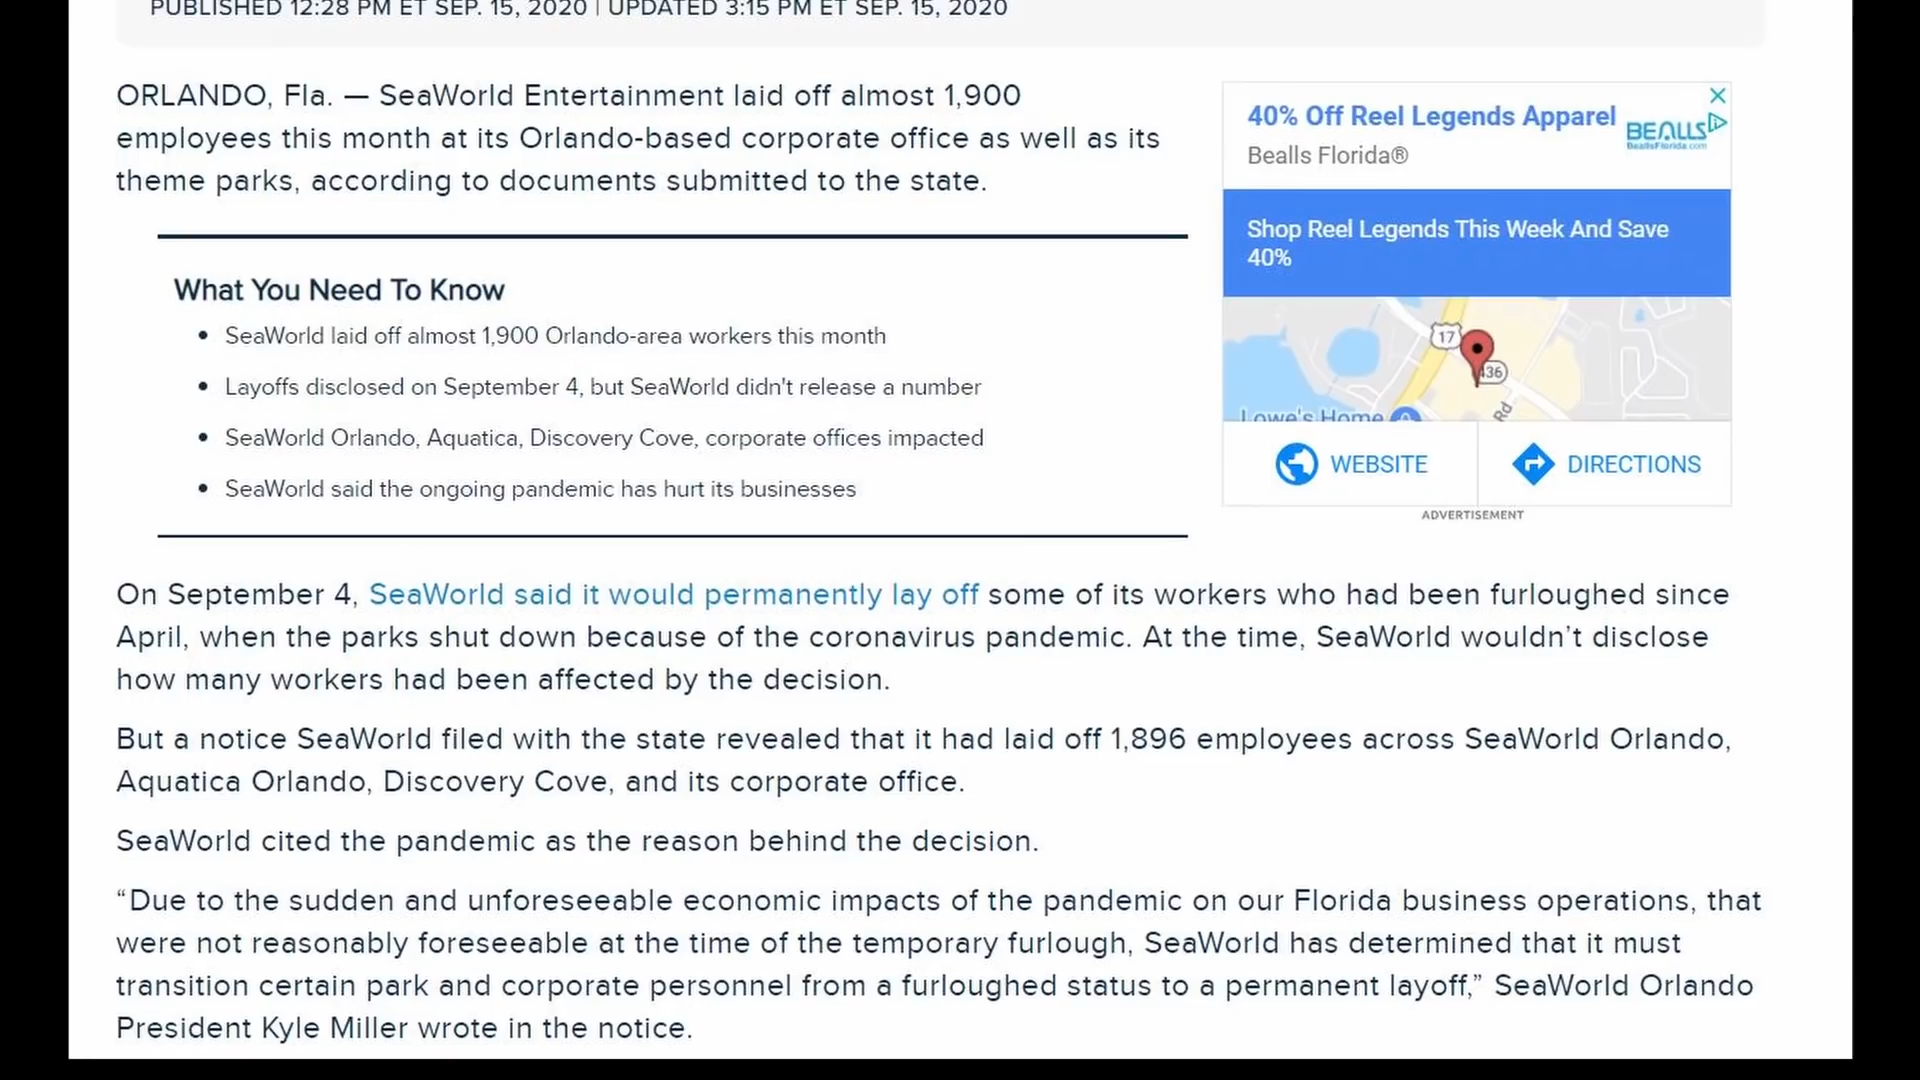 PUBLISHED 12:28 PM ET SEP. 15, 2020 | UPDATED 3:15 PM ET SEP. 15, 2020
ORLANDO, Fla. — SeaWorld Entertainment laid off almost 1,900
employees this month at its Orlando-based corporate office as well as its
theme parks, according to documents submitted to the state.
What You Need To Know
• SeaWorld laid off almost 1,900 Orlando-area workers this month
• Layoffs disclosed on September 4, but SeaWorld didn't release a number
• SeaWorld Orlando, Aquatica, Discovery Cove, corporate offices impacted
• SeaWorld said the ongoing pandemic has hurt its businesses
40% Off Reel Legends Apparel
Bealls Florida®
BEALLS
BeallsFlorida.com
Shop Reel Legends This Week And Save
40%
17
436
Rd
Lowe's Home
WEBSITE
DIRECTIONS
ADVERTISEMENT
On September 4, SeaWorld said it would permanently lay off some of its workers who had been furloughed since
April, when the parks shut down because of the coronavirus pandemic. At the time, SeaWorld wouldn’t disclose
how many workers had been affected by the decision.
But a notice SeaWorld filed with the state revealed that it had laid off 1,896 employees across SeaWorld Orlando,
Aquatica Orlando, Discovery Cove, and its corporate office.
SeaWorld cited the pandemic as the reason behind the decision.
“Due to the sudden and unforeseeable economic impacts of the pandemic on our Florida business operations, that
were not reasonably foreseeable at the time of the temporary furlough, SeaWorld has determined that it must
transition certain park and corporate personnel from a furloughed status to a permanent layoff,” SeaWorld Orlando
President Kyle Miller wrote in the notice.